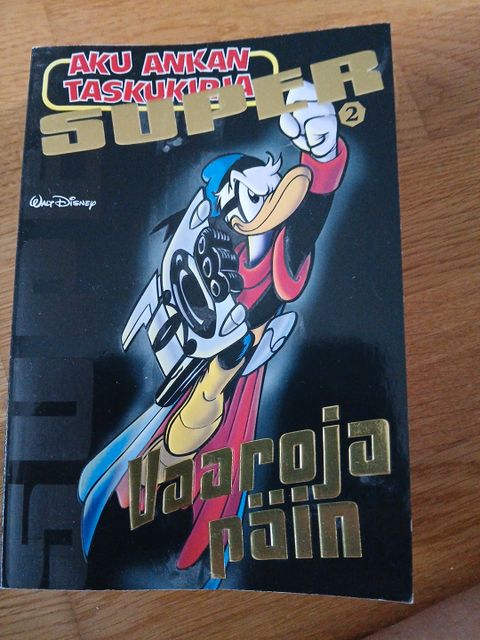 AKU ANKAN
TASKUKIRJA
SUPER
2
WALT DISNEY
Vaaroja
päin